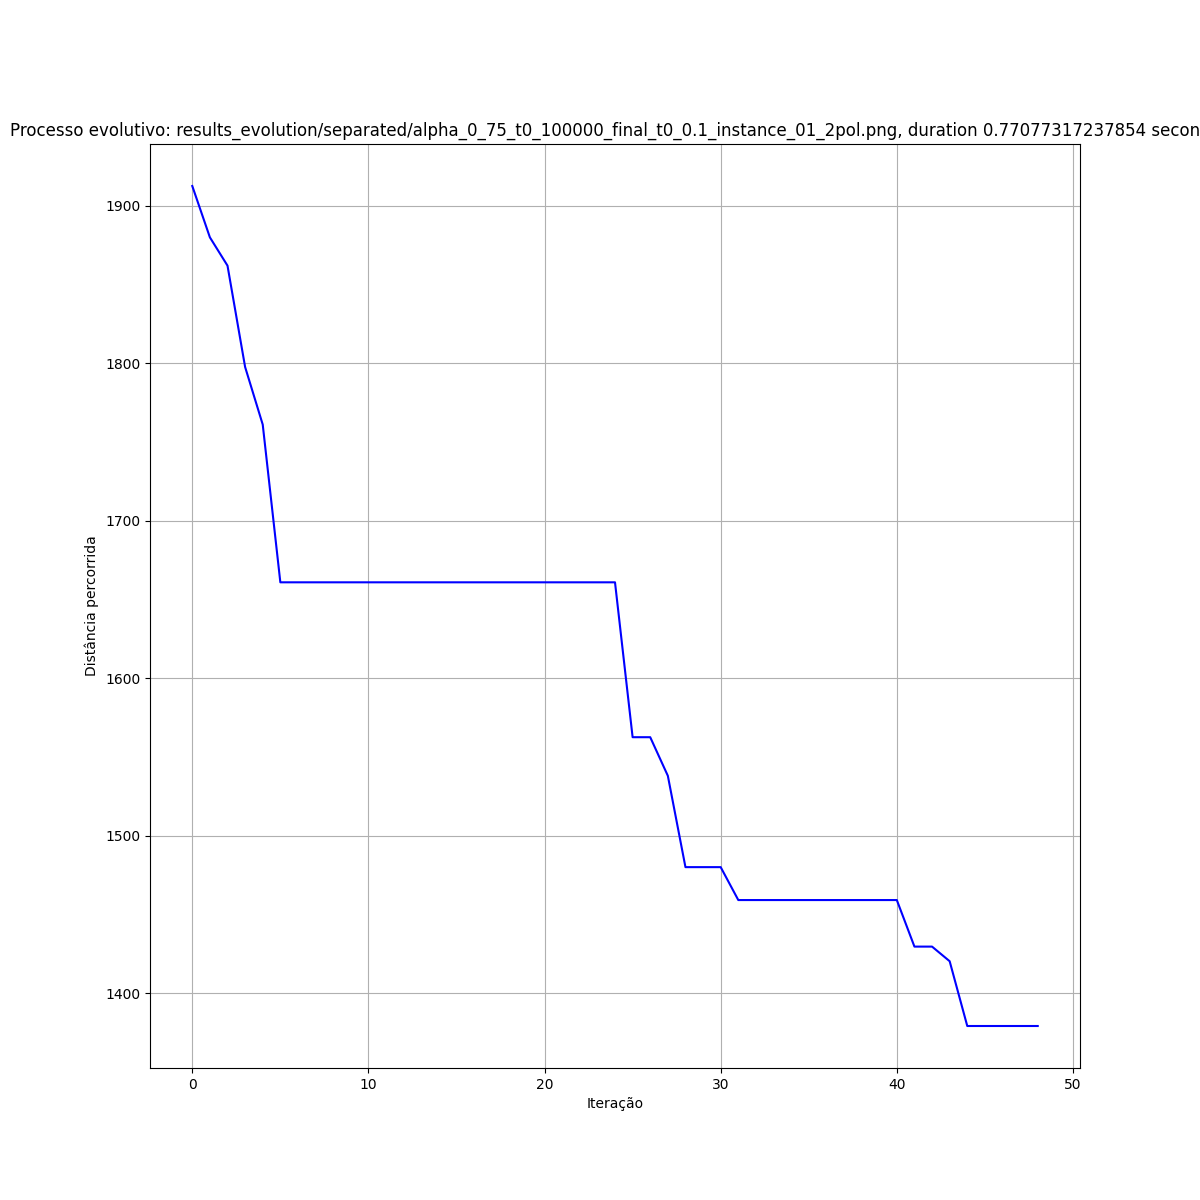 Processo evolutivo: results_evolution/separated/alpha_0_75_t0_100000_final_t0_0.1_instance_01_2pol.png, duration 0.77077317237854 secon
1900
1800
1700
1600
1500
1400
Distância percorrida
0 10 20 30 40 50
Iteração